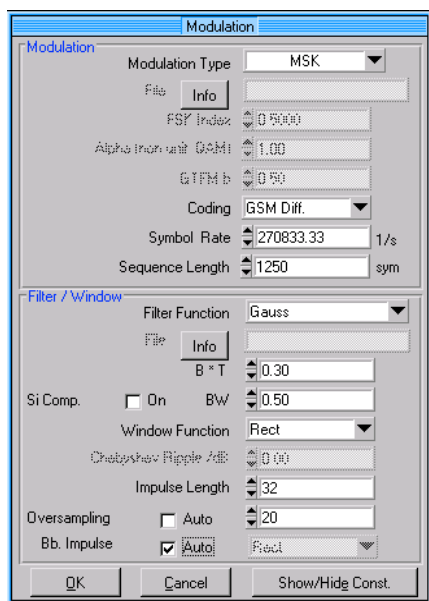 Modulation
Modulation
Modulation Type MSK
File Info
FSK Index 0.5000
Alpha (non unit QAM) 1.00
GTFM b 0.50
Coding GSM Diff.
Symbol Rate 270833.33 1/s
Sequence Length 1250 sym
Filter / Window
Filter Function Gauss
File Info
B * T 0.30
Si Comp. On BW 0.50
Window Function Rect
Chebyshev Ripple /dB 0.00
Impulse Length 32
Oversampling Auto 20
Bb. Impulse Auto Rect
OK Cancel Show/Hide Const.